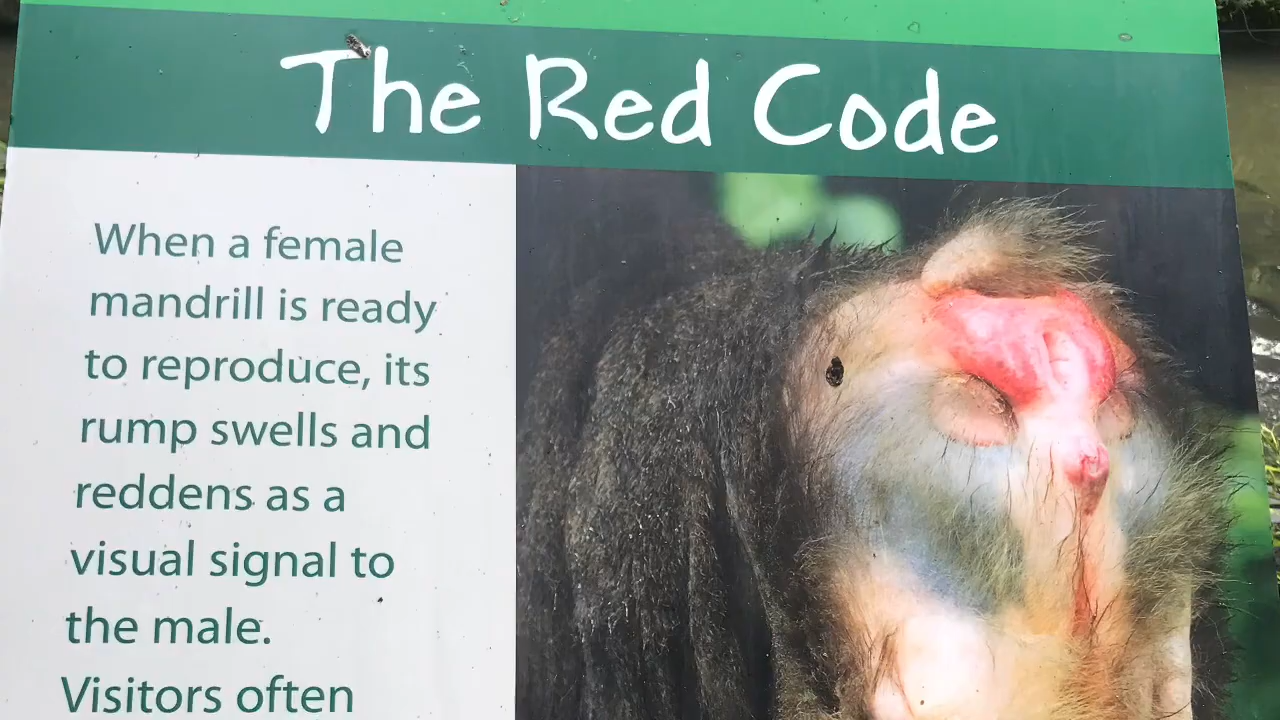 The Red Code
When a female
mandrill is ready
to reproduce, its
rump swells and
reddens as a
visual signal to
the male.
Visitors often